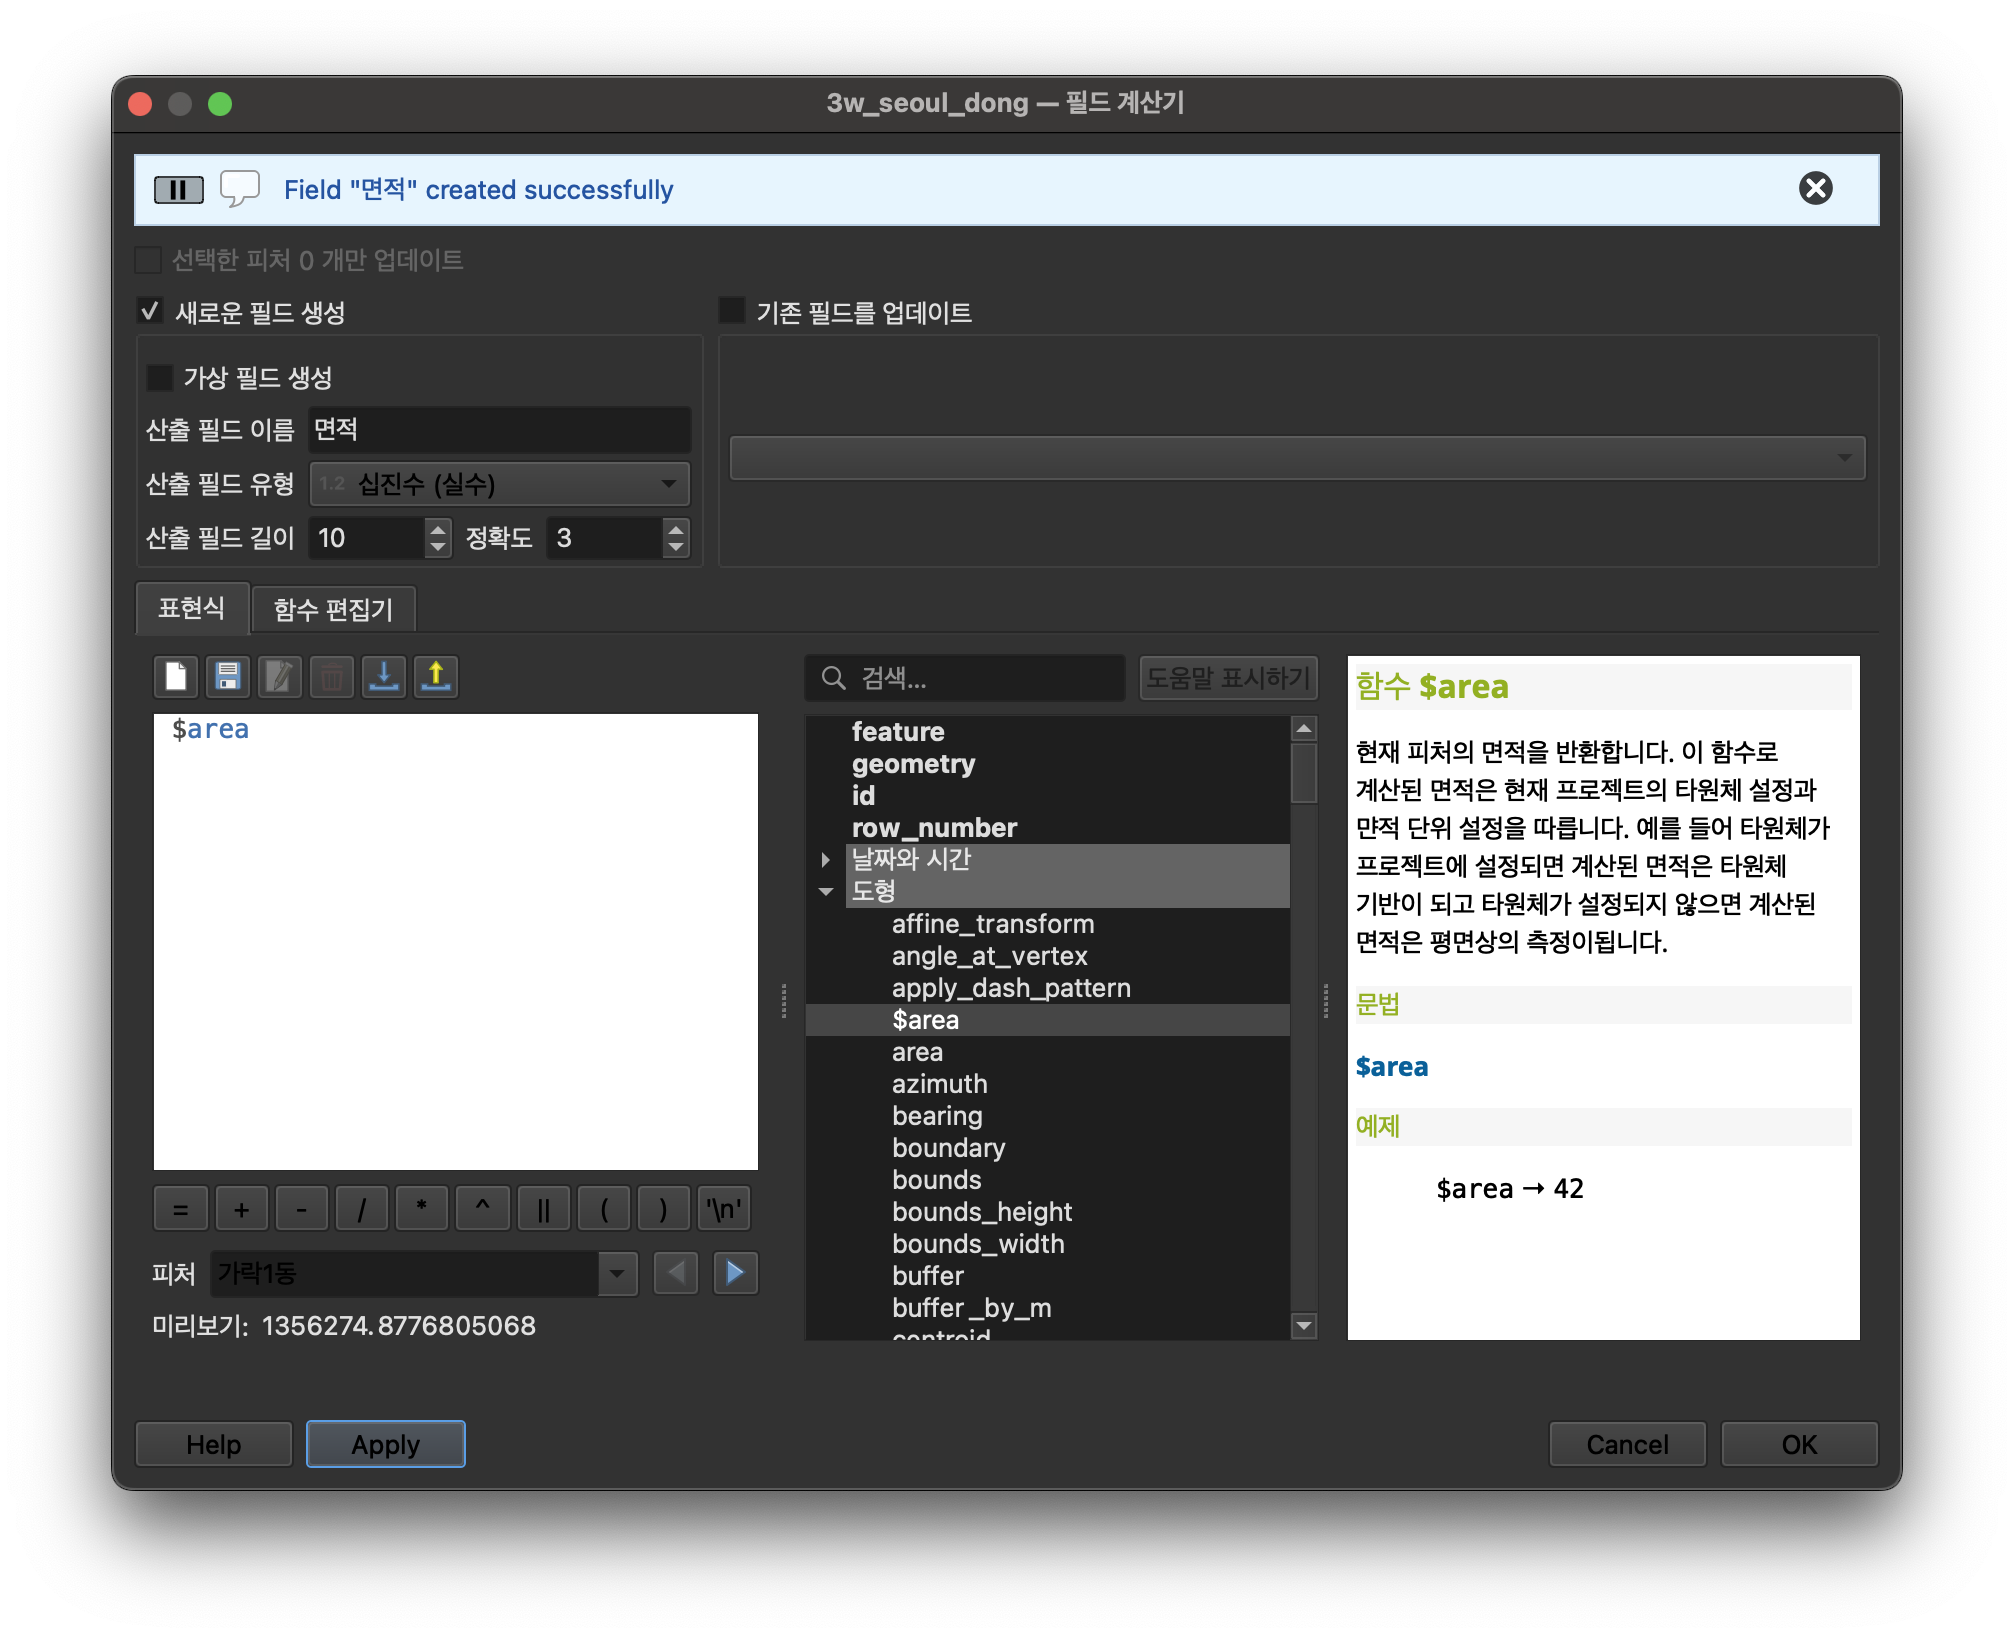 3w_seoul_dong — 필드 계산기
Field "면적" created successfully
선택한 피처 0 개만 업데이트
새로운 필드 생성
기존 필드를 업데이트
가상 필드 생성
산출 필드 이름 면적
산출 필드 유형 1.2 십진수 (실수)
산출 필드 길이 10 정확도 3
표현식 함수 편집기
$area
= + - / * ^ || ( ) '\n'
피처 가락1동
미리보기: 1356274.8776805068
검색... 도움말 표시하기
feature
geometry
id
row_number
날짜와 시간
도형
affine_transform
angle_at_vertex
apply_dash_pattern
$area
area
azimuth
bearing
boundary
bounds
bounds_height
bounds_width
buffer
buffer_by_m
centroid
함수 $area
현재 피처의 면적을 반환합니다. 이 함수로
계산된 면적은 현재 프로젝트의 타원체 설정과
먄적 단위 설정을 따릅니다. 예를 들어 타원체가
프로젝트에 설정되면 계산된 면적은 타원체
기반이 되고 타원체가 설정되지 않으면 계산된
면적은 평면상의 측정이됩니다.
문법
$area
예제
$area → 42
Help Apply Cancel OK